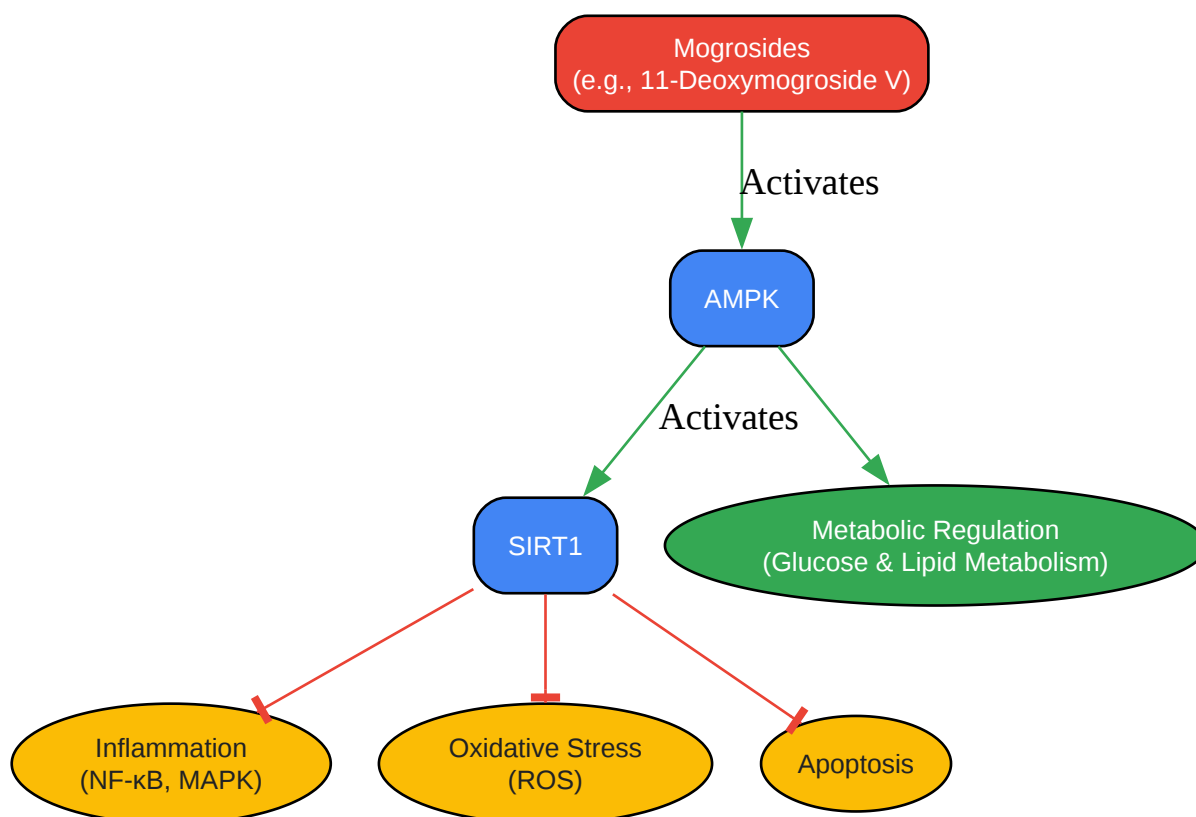 Mogrosides
(e.g., 11-Deoxymogroside V)
Activates
AMPK
Activates
SIRT1
Metabolic Regulation
(Glucose & Lipid Metabolism)
Inflammation
(NF-κB, MAPK)
Oxidative Stress
(ROS)
Apoptosis